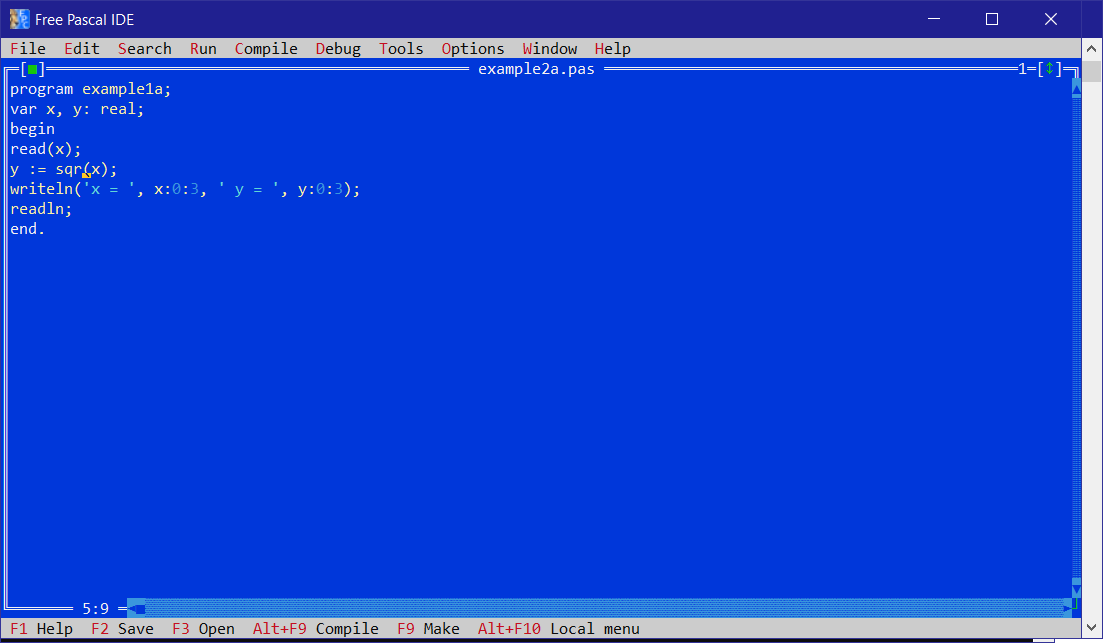 Free Pascal IDE
File Edit Search Run Compile Debug Tools Options Window Help
[■] example2a.pas 1=[↕]
program example1a;
var x, y: real;
begin
read(x);
y := sqr(x);
writeln('x = ', x:0:3, ' y = ', y:0:3);
readln;
end.
5:9
F1 Help F2 Save F3 Open Alt+F9 Compile F9 Make Alt+F10 Local menu